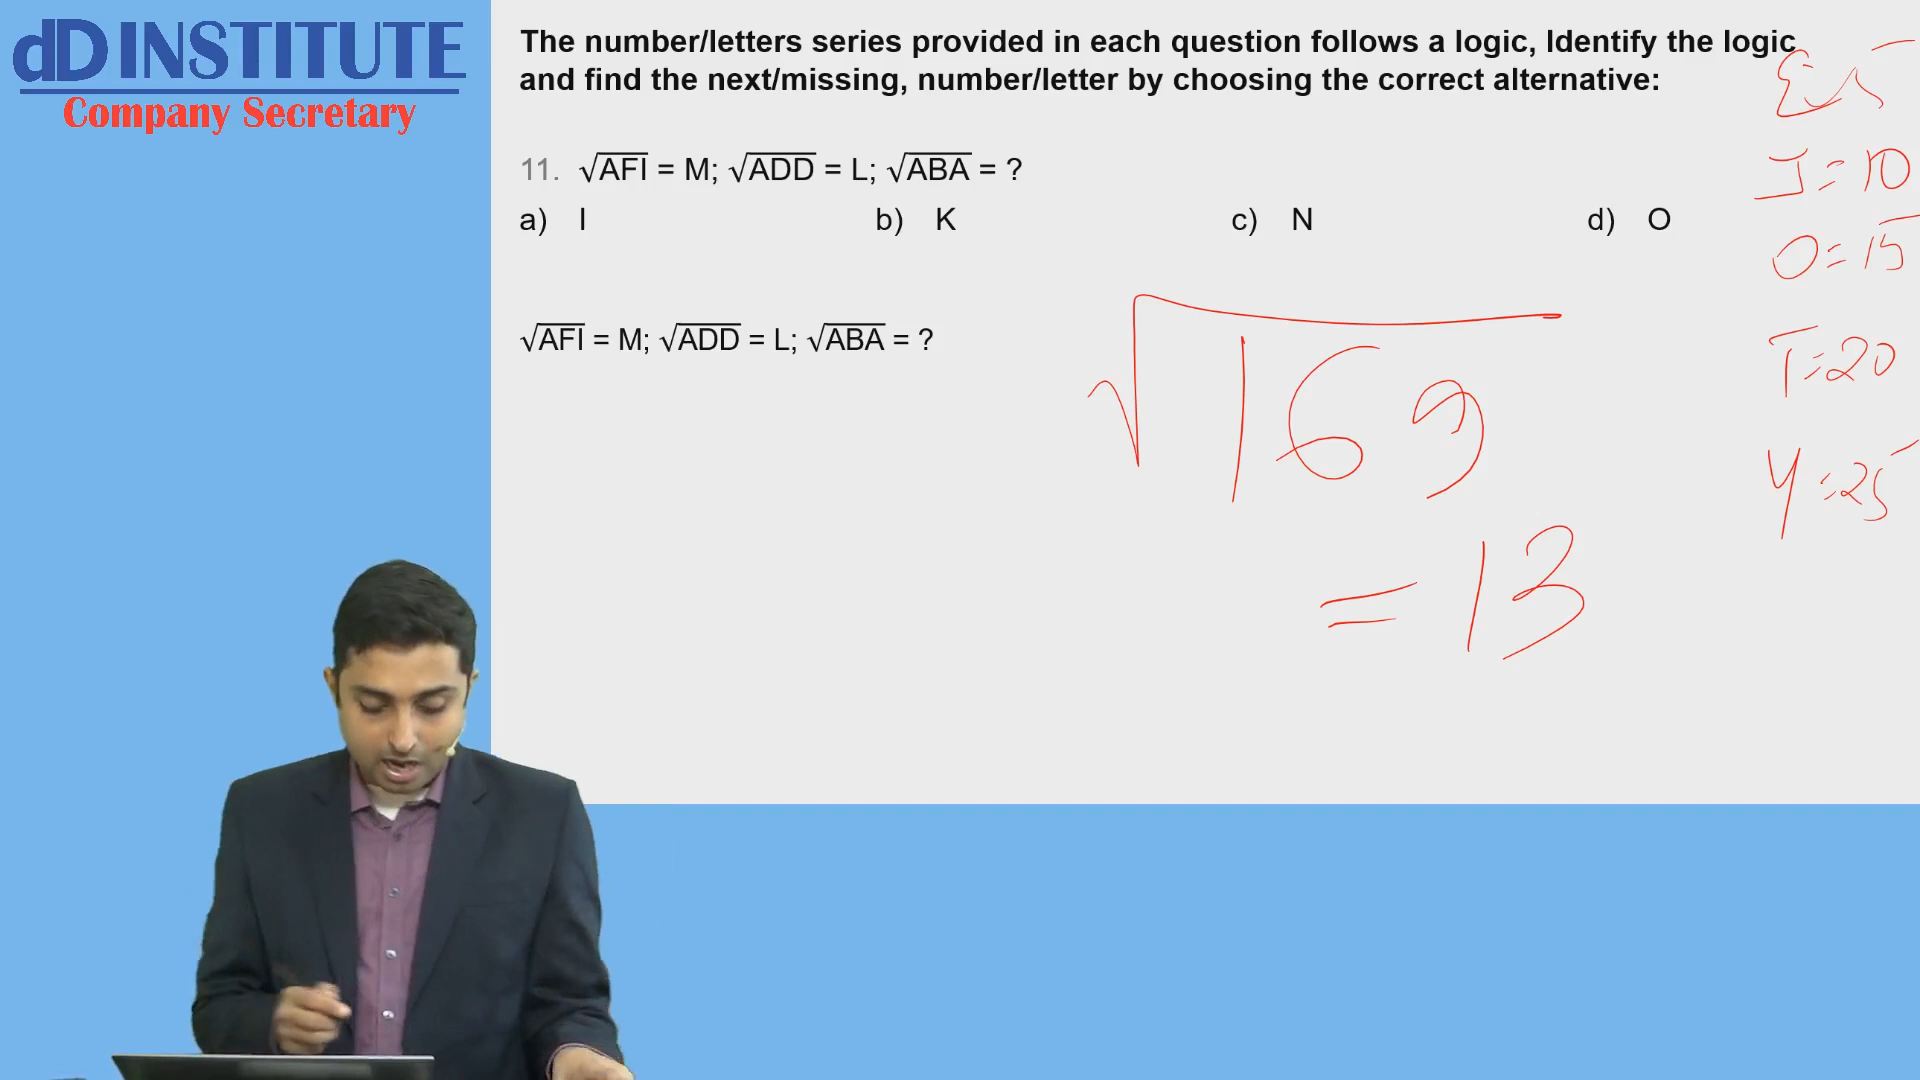 dD INSTITUTE
Company Secretary
The number/letters series provided in each question follows a logic, Identify the logic
and find the next/missing, number/letter by choosing the correct alternative:
11. √AFI = M; √ADD = L; √ABA = ?
a) I b) K c) N d) O
√AFI = M; √ADD = L; √ABA = ?
√169
= 13
E=5
J=10
O=15
T=20
Y=25